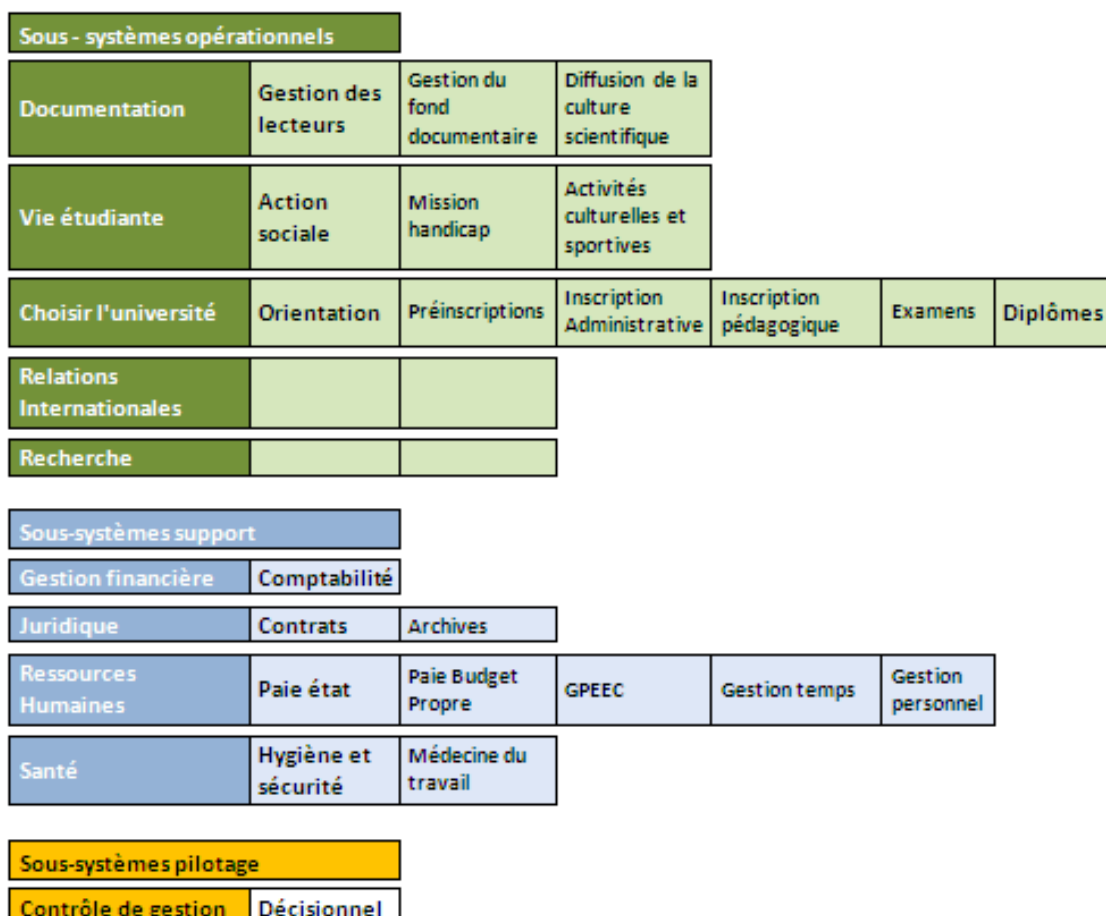 Sous - systèmes opérationnels
Documentation
Gestion des
lecteurs
Gestion du
fond
documentaire
Diffusion de la
culture
scientifique
Vie étudiante
Action
sociale
Mission
handicap
Activités
culturelles et
sportives
Choisir l'université
Orientation
Préinscriptions
Inscription
Administrative
Inscription
pédagogique
Examens
Diplômes
Relations
Internationales
Recherche
Sous-systèmes support
Gestion financière
Comptabilité
Juridique
Contrats
Archives
Ressources
Humaines
Paie état
Paie Budget
Propre
GPEEC
Gestion temps
Gestion
personnel
Santé
Hygiène et
sécurité
Médecine du
travail
Sous-systèmes pilotage
Contrôle de gestion
Décisionnel